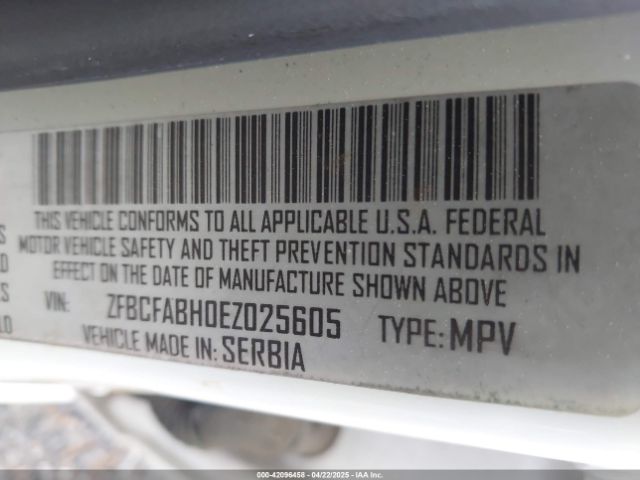 THIS VEHICLE CONFORMS TO ALL APPLICABLE U.S.A. FEDERAL
MOTOR VEHICLE SAFETY AND THEFT PREVENTION STANDARDS IN
EFFECT ON THE DATE OF MANUFACTURE SHOWN ABOVE
VIN: ZFBCFABH0EZ025605 TYPE: MPV
VEHICLE MADE IN: SERBIA
000-42096458 - 04/22/2025 - IAA Inc.